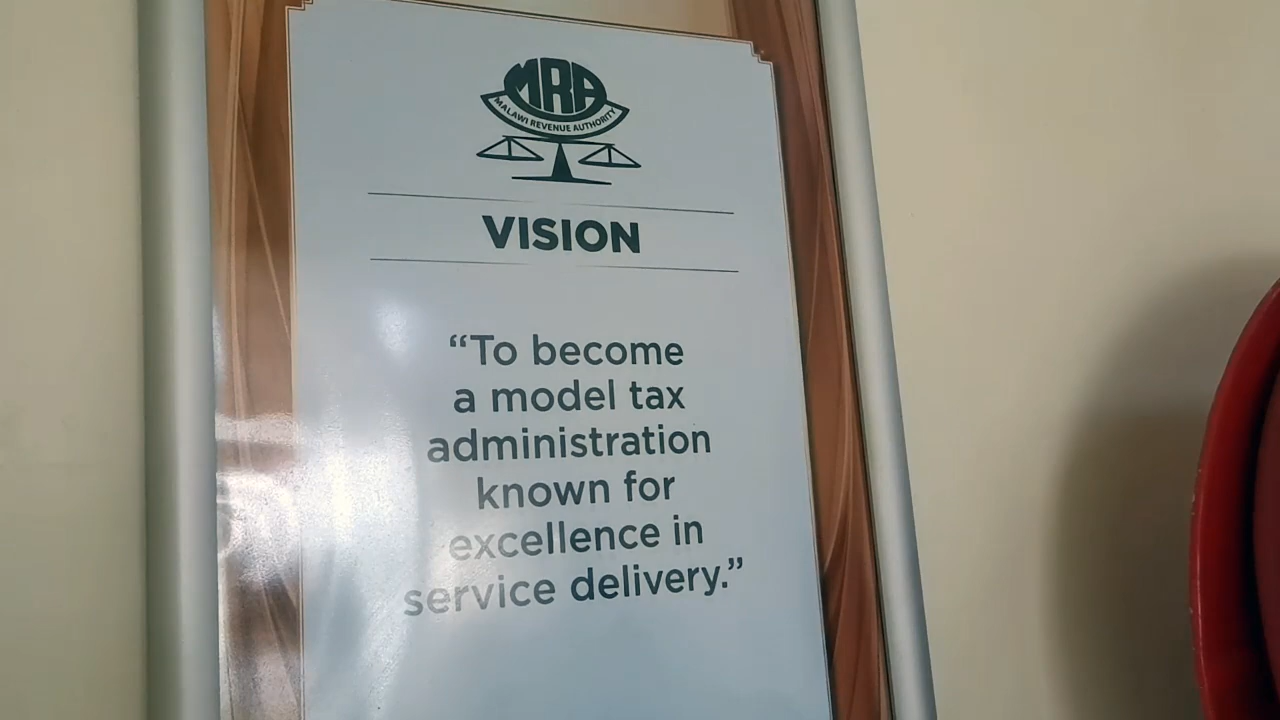 MRA
MALAWI REVENUE AUTHORITY
VISION
“To become
a model tax
administration
known for
excellence in
service delivery.”